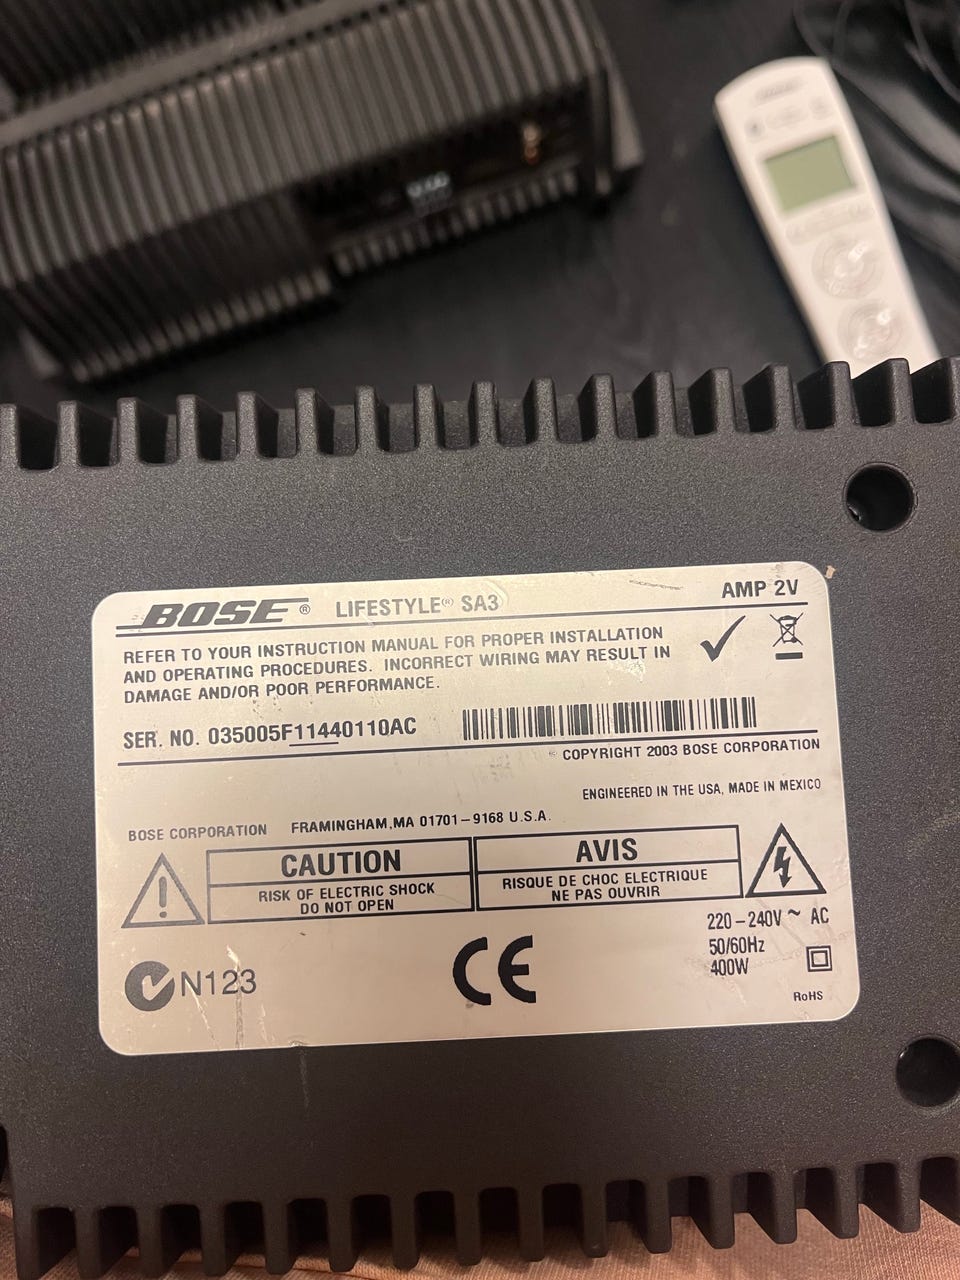 BOSE® LIFESTYLE® SA3 AMP 2V
REFER TO YOUR INSTRUCTION MANUAL FOR PROPER INSTALLATION
AND OPERATING PROCEDURES. INCORRECT WIRING MAY RESULT IN
DAMAGE AND/OR POOR PERFORMANCE.
SER. NO. 035005F11440110AC
© COPYRIGHT 2003 BOSE CORPORATION
ENGINEERED IN THE USA, MADE IN MEXICO
BOSE CORPORATION FRAMINGHAM,MA 01701-9168 U.S.A.
CAUTION
RISK OF ELECTRIC SHOCK
DO NOT OPEN
AVIS
RISQUE DE CHOC ELECTRIQUE
NE PAS OUVRIR
220-240V ~ AC
50/60Hz
400W
N123
CE
RoHS